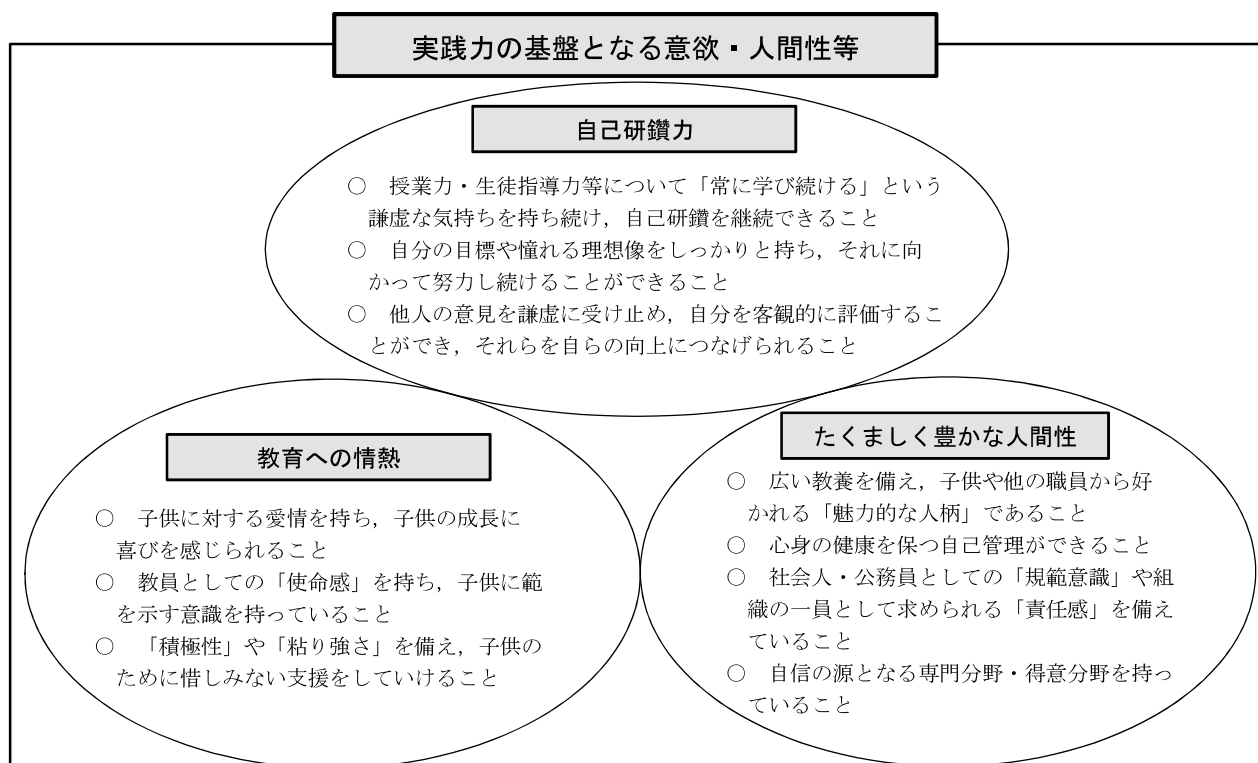 実践力の基盤となる意欲・人間性等
自己研鑽力
○ 授業力・生徒指導力等について「常に学び続ける」という
謙虚な気持ちを持ち続け，自己研鑽を継続できること
○ 自分の目標や憧れる理想像をしっかりと持ち，それに向
かって努力し続けることができること
○ 他人の意見を謙虚に受け止め，自分を客観的に評価するこ
とができ，それらを自らの向上につなげられること
教育への情熱
○ 子供に対する愛情を持ち，子供の成長に
喜びを感じられること
○ 教員としての「使命感」を持ち，子供に範
を示す意識を持っていること
○ 「積極性」や「粘り強さ」を備え，子供の
ために惜しみない支援をしていけること
たくましく豊かな人間性
○ 広い教養を備え，子供や他の職員から好
かれる「魅力的な人柄」であること
○ 心身の健康を保つ自己管理ができること
○ 社会人・公務員としての「規範意識」や組
織の一員として求められる「責任感」を備え
ていること
○ 自信の源となる専門分野・得意分野を持っ
ていること